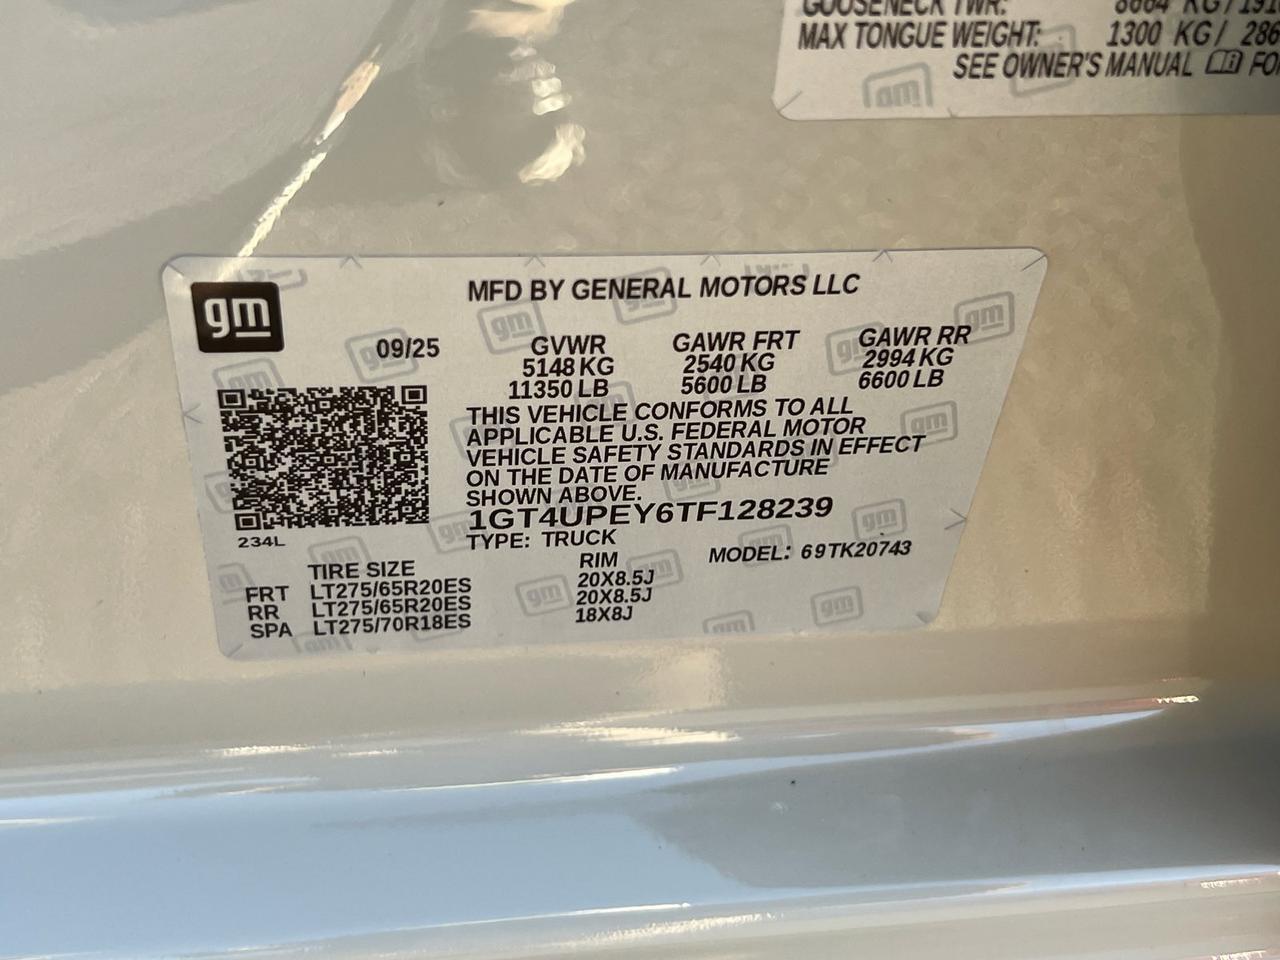 GOOSENECK TWR: 8664 KG/
MAX TONGUE WEIGHT: 1300 KG/ 286
SEE OWNER'S MANUAL
gm
MFD BY GENERAL MOTORS LLC
09/25
GVWR GAWR FRT GAWR RR
5148 KG 2540 KG 2994 KG
11350 LB 5600 LB 6600 LB
THIS VEHICLE CONFORMS TO ALL
APPLICABLE U.S. FEDERAL MOTOR
VEHICLE SAFETY STANDARDS IN EFFECT
ON THE DATE OF MANUFACTURE
SHOWN ABOVE.
1GT4UPEY6TF128239
234L
TYPE: TRUCK MODEL: 69TK20743
TIRE SIZE RIM
FRT LT275/65R20ES 20X8.5J
RR LT275/65R20ES 20X8.5J
SPA LT275/70R18ES 18X8J